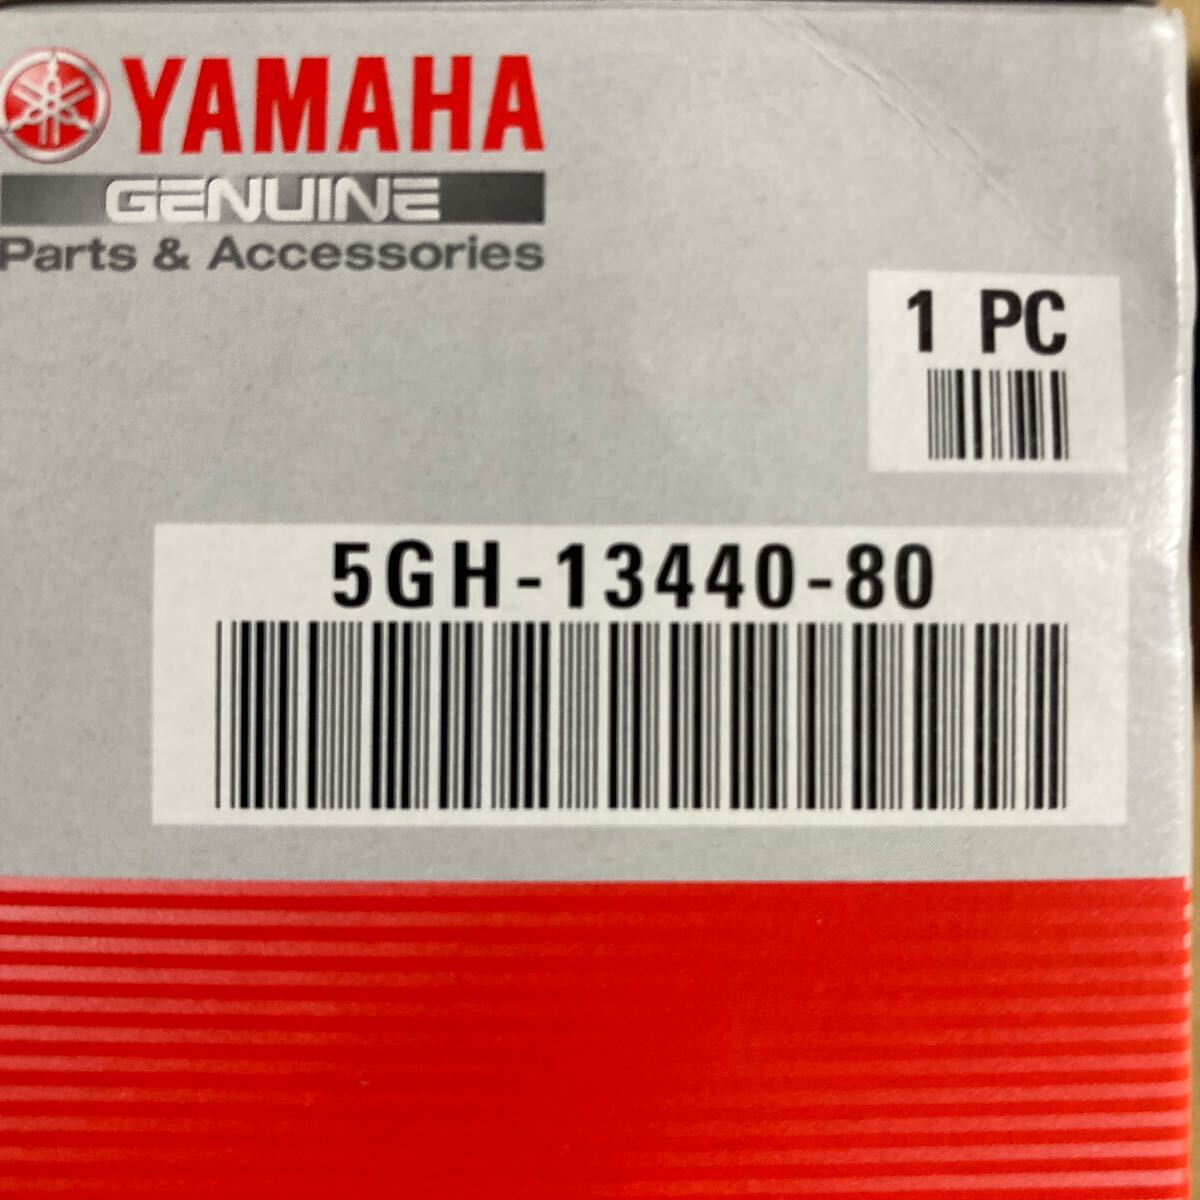 YAMAHA
GENUINE
Parts & Accessories
1 PC
5GH-13440-80